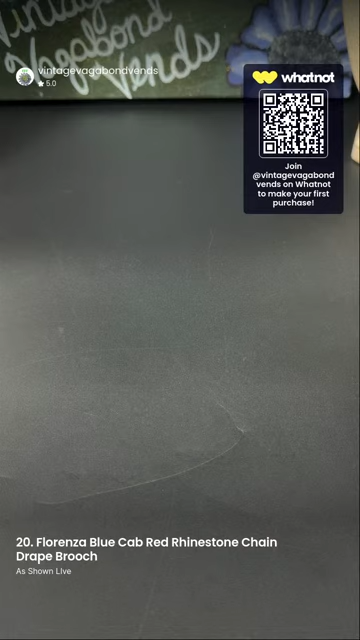 Vintage
Vagabond
Vends
vintagevagabondvends
★ 5.0
whatnot
Join
@vintagevagabond
vends on Whatnot
to make your first
purchase!
20. Florenza Blue Cab Red Rhinestone Chain
Drape Brooch
As Shown LIve